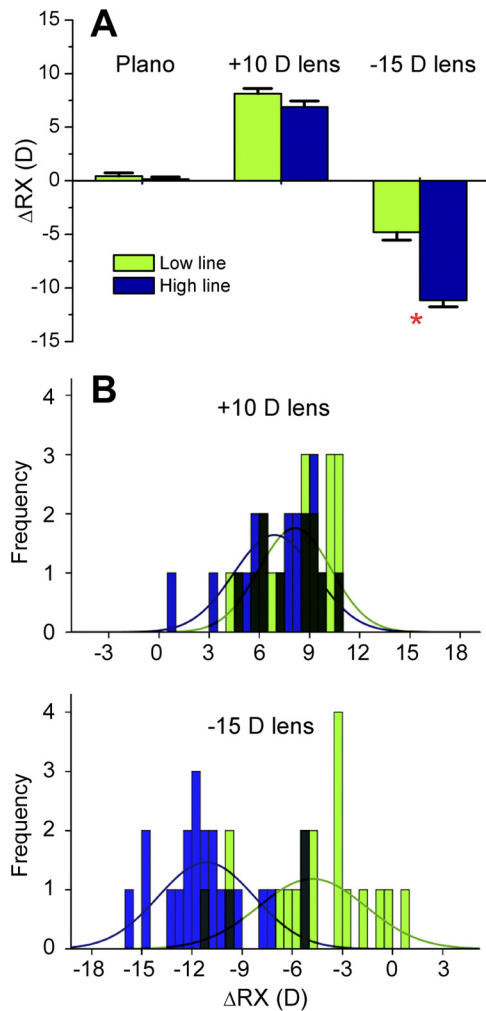 A
15
10
5
0
-5
-10
-15
ΔRX (D)
Plano
+10 D lens
-15 D lens
Low line
High line
*
B
+10 D lens
Frequency
4
3
2
1
0
-3 0 3 6 9 12 15 18
-15 D lens
Frequency
4
3
2
1
0
-18 -15 -12 -9 -6 -3 0 3
ΔRX (D)